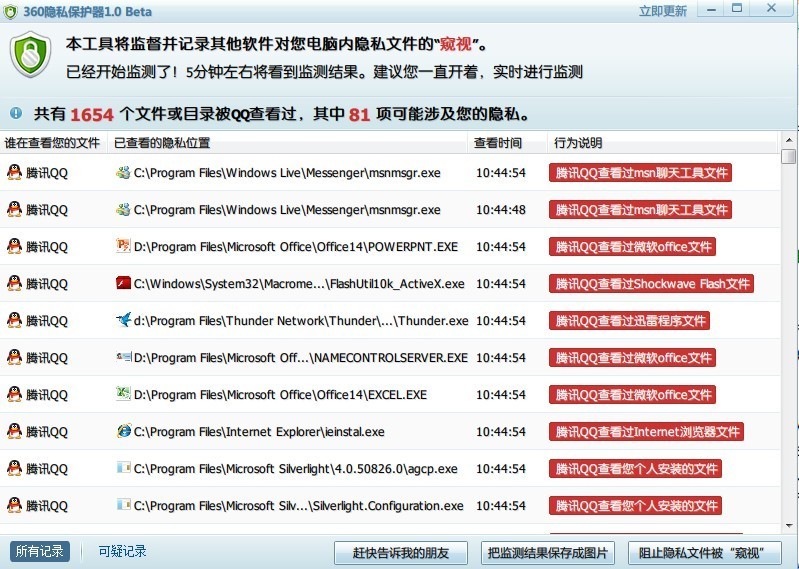 360隐私保护器1.0 Beta
立即更新
本工具将监督并记录其他软件对您电脑内隐私文件的“窥视”。
已经开始监测了！5分钟左右将看到监测结果。建议您一直开着，实时进行监测
共有 1654 个文件或目录被QQ查看过，其中 81 项可能涉及您的隐私。
谁在查看您的文件 已查看的隐私位置 查看时间 行为说明
腾讯QQ C:\Program Files\Windows Live\Messenger\msnmsgr.exe 10:44:54 腾讯QQ查看过msn聊天工具文件
腾讯QQ C:\Program Files\Windows Live\Messenger\msnmsgr.exe 10:44:48 腾讯QQ查看过msn聊天工具文件
腾讯QQ D:\Program Files\Microsoft Office\Office14\POWERPNT.EXE 10:44:54 腾讯QQ查看过微软office文件
腾讯QQ C:\Windows\System32\Macrome...\FlashUtil10k_ActiveX.exe 10:44:54 腾讯QQ查看过Shockwave Flash文件
腾讯QQ d:\Program Files\Thunder Network\Thunder\...\Thunder.exe 10:44:54 腾讯QQ查看过迅雷程序文件
腾讯QQ D:\Program Files\Microsoft Off...\NAMECONTROLSERVER.EXE 10:44:54 腾讯QQ查看过微软office文件
腾讯QQ D:\Program Files\Microsoft Office\Office14\EXCEL.EXE 10:44:54 腾讯QQ查看过微软office文件
腾讯QQ C:\Program Files\Internet Explorer\ieinstal.exe 10:44:54 腾讯QQ查看过Internet浏览器文件
腾讯QQ C:\Program Files\Microsoft Silverlight\4.0.50826.0\agcp.exe 10:44:54 腾讯QQ查看您个人安装的文件
腾讯QQ C:\Program Files\Microsoft Silv...\Silverlight.Configuration.exe 10:44:54 腾讯QQ查看您个人安装的文件
所有记录 可疑记录 赶快告诉我的朋友 把监测结果保存成图片 阻止隐私文件被“窥视”